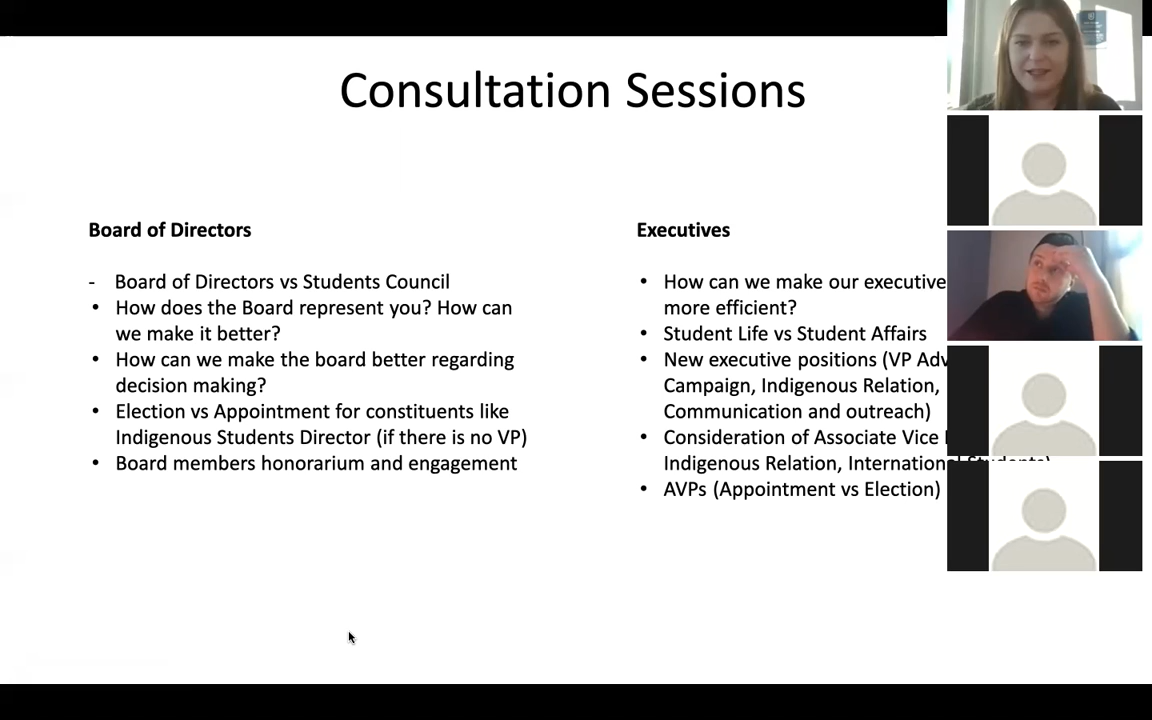 Consultation Sessions
Board of Directors
- Board of Directors vs Students Council
• How does the Board represent you? How can
we make it better?
• How can we make the board better regarding
decision making?
• Election vs Appointment for constituents like
Indigenous Students Director (if there is no VP)
• Board members honorarium and engagement
Executives
• How can we make our executive
more efficient?
• Student Life vs Student Affairs
• New executive positions (VP Adv
Campaign, Indigenous Relation,
Communication and outreach)
• Consideration of Associate Vice
Indigenous Relation, International Students)
• AVPs (Appointment vs Election)